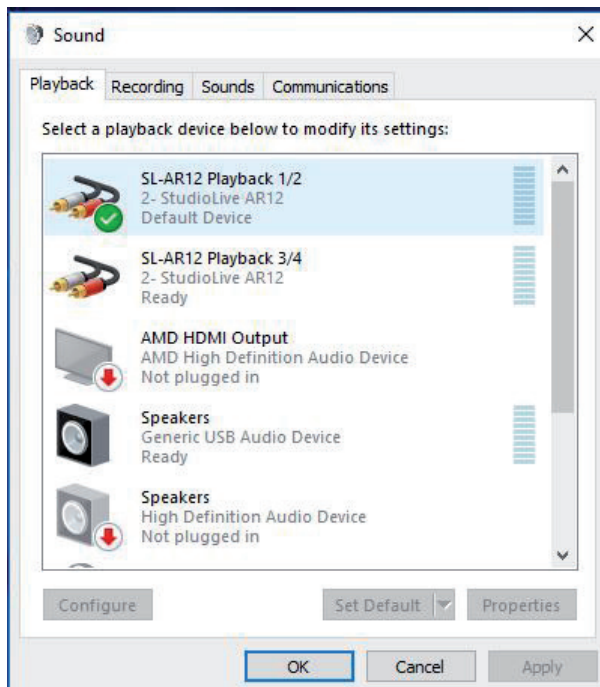 Sound
Playback Recording Sounds Communications
Select a playback device below to modify its settings:
SL-AR12 Playback 1/2
2- StudioLive AR12
Default Device
SL-AR12 Playback 3/4
2- StudioLive AR12
Ready
AMD HDMI Output
AMD High Definition Audio Device
Not plugged in
Speakers
Generic USB Audio Device
Ready
Speakers
High Definition Audio Device
Not plugged in
Configure Set Default Properties
OK Cancel Apply